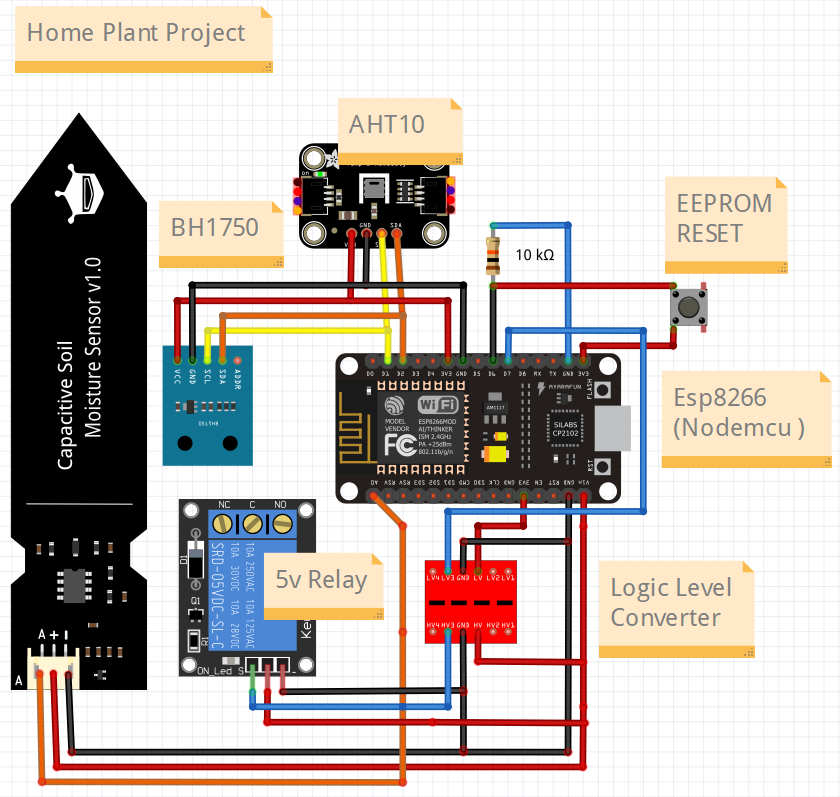 Home Plant Project
AHT10
BH1750
GND
SDA
10 kΩ
EEPROM
RESET
Capacitive Soil
Moisture Sensor v1.0
VCC
GND
SCL
SDA
ADDR
BH1750
D0 D1 D2 D3 D4 3V3 GND D5 D6 D7 D8 RX TX GND 3V3
FLASH
WiFi
MODEL
VENDOR
ESP8266MOD
AI/THINKER
ISM 2.4GHz
PA +25dBm
802.11b/g/n
FC
AM1117
AYARAFUN
SILABS
CP2102
RST
A0 RSV RSV SD3 SD2 SD1 CMD SD0 CLK GND 3V3 EN RST GND Vin
Esp8266
(Nodemcu )
NC C NO
D1
Q1
R1
SRD-05VDC-SL-C
10A 250VAC 10A 125VAC
10A 30VDC 10A 28VDC
Ke
ON_Led S -
5v Relay
LV4 LV3 GND LV LV2 LV1
HV4 HV3 GND HV HV2 HV1
Logic Level
Converter
A + -
A